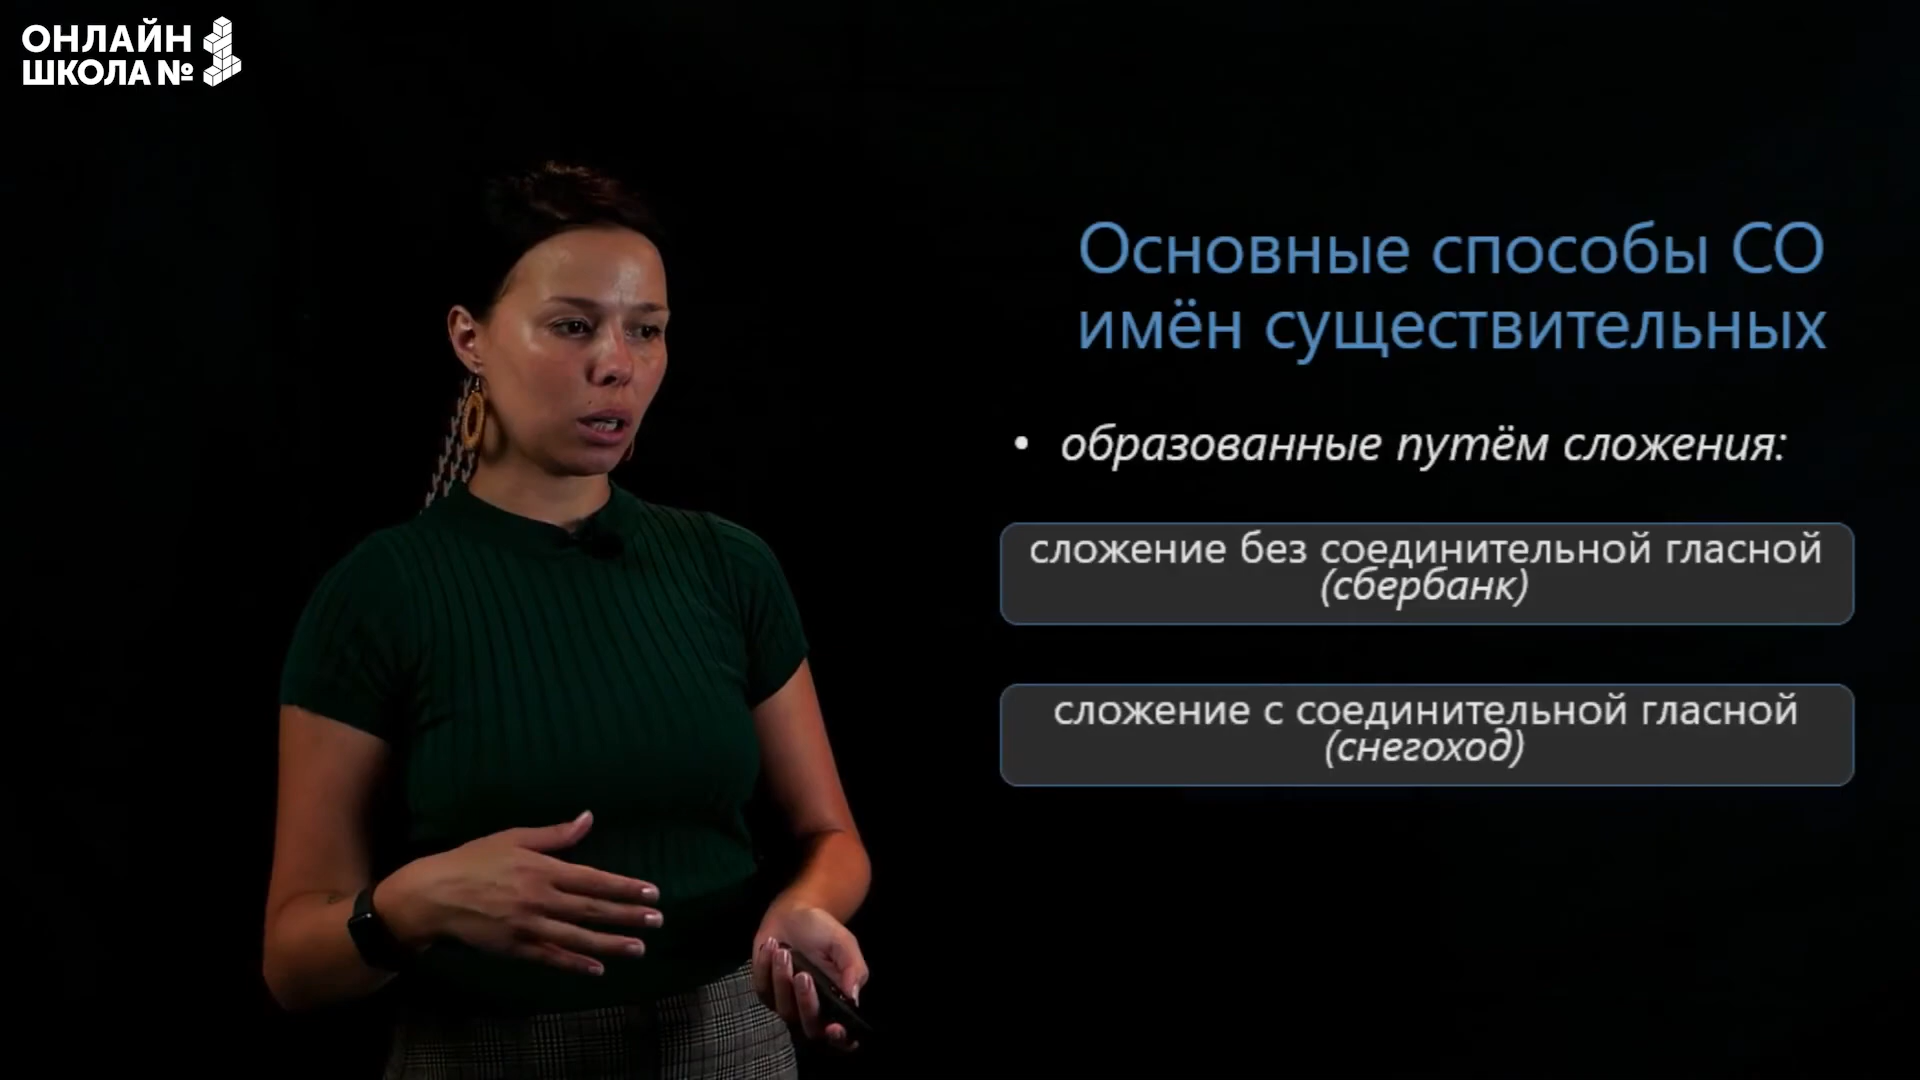 ОНЛАЙН
ШКОЛА №
Основные способы СО
имён существительных
• образованные путём сложения:
сложение без соединительной гласной
(сбербанк)
сложение с соединительной гласной
(снегоход)